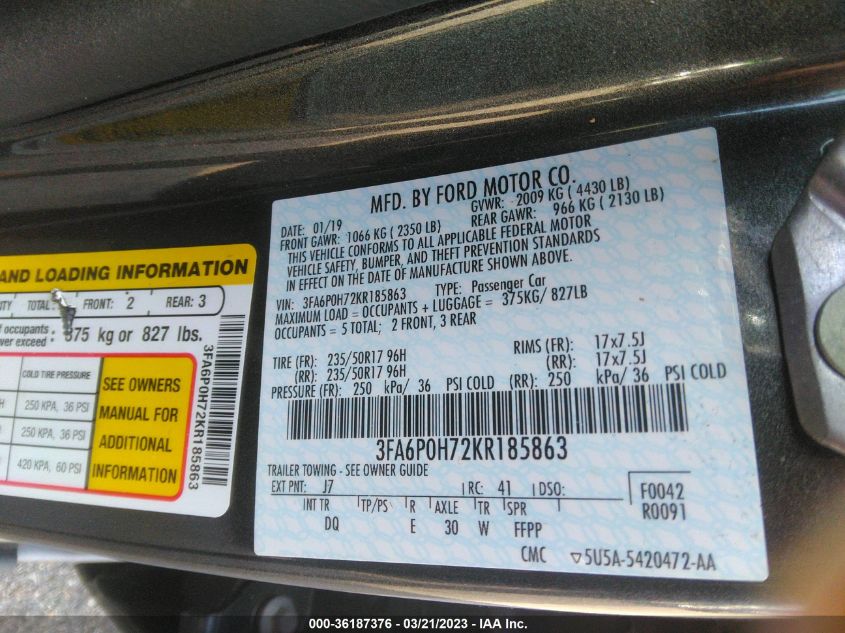 MFD. BY FORD MOTOR CO.
DATE: 01/19 GVWR: 2009 KG ( 4430 LB)
FRONT GAWR: 1066 KG ( 2350 LB) REAR GAWR: 966 KG ( 2130 LB)
THIS VEHICLE CONFORMS TO ALL APPLICABLE FEDERAL MOTOR
VEHICLE SAFETY, BUMPER, AND THEFT PREVENTION STANDARDS
IN EFFECT ON THE DATE OF MANUFACTURE SHOWN ABOVE.
VIN: 3FA6P0H72KR185863 TYPE: Passenger Car
MAXIMUM LOAD = OCCUPANTS + LUGGAGE = 375KG/ 827LB
OCCUPANTS = 5 TOTAL; 2 FRONT, 3 REAR
TIRE (FR): 235/50R17 96H RIMS (FR): 17x7.5J
(RR): 235/50R17 96H (RR): 17x7.5J
PRESSURE (FR): 250 kPa/ 36 PSI COLD (RR): 250 kPa/ 36 PSI COLD
3FA6P0H72KR185863
TRAILER TOWING - SEE OWNER GUIDE
EXT PNT: J7 RC: 41 DSO: F0042
R0091
INT TR TP/PS R AXLE TR SPR
DQ E 30 W FFPP
CMC ▽5U5A-5420472-AA
AND LOADING INFORMATION
TOTAL: FRONT: 2 REAR: 3
of occupants
ver exceed : 375 kg or 827 lbs.
COLD TIRE PRESSURE
250 KPA, 36 PSI
250 KPA, 36 PSI
420 KPA, 60 PSI
SEE OWNERS
MANUAL FOR
ADDITIONAL
INFORMATION
3FA6P0H72KR185863
000-36187376 - 03/21/2023 - IAA Inc.